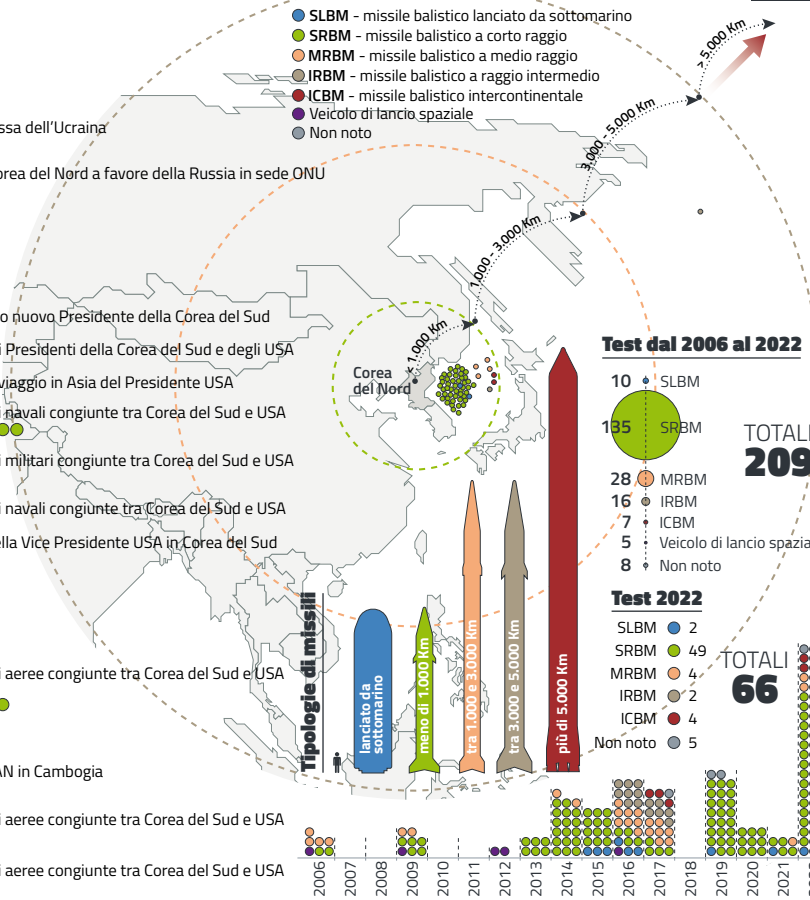 SLBM - missile balistico lanciato da sottomarino
SRBM - missile balistico a corto raggio
MRBM - missile balistico a medio raggio
IRBM - missile balistico a raggio intermedio
ICBM - missile balistico intercontinentale
Veicolo di lancio spaziale
Non noto
ssa dell'Ucraina
orea del Nord a favore della Russia in sede ONU
o nuovo Presidente della Corea del Sud
i Presidenti della Corea del Sud e degli USA
viaggio in Asia del Presidente USA
i navali congiunte tra Corea del Sud e USA
i militari congiunte tra Corea del Sud e USA
i navali congiunte tra Corea del Sud e USA
ella Vice Presidente USA in Corea del Sud
i aeree congiunte tra Corea del Sud e USA
AN in Cambogia
i aeree congiunte tra Corea del Sud e USA
i aeree congiunte tra Corea del Sud e USA
< 1.000 Km
1.000 - 3.000 Km
3.000 - 5.000 Km
> 5.000 Km
Corea
del Nord
Test dal 2006 al 2022
10 SLBM
135 SRBM
28 MRBM
16 IRBM
7 ICBM
5 Veicolo di lancio spazia
8 Non noto
TOTALI
209
Test 2022
SLBM 2
SRBM 49
MRBM 4
IRBM 2
ICBM 4
Non noto 5
TOTALI
66
Tipologie di missili
lanciato da
sottomarino
meno di 1.000 Km
tra 1.000 e 3.000 Km
tra 3.000 e 5.000 Km
più di 5.000 Km
2006
2007
2008
2009
2010
2011
2012
2013
2014
2015
2016
2017
2018
2019
2020
2021